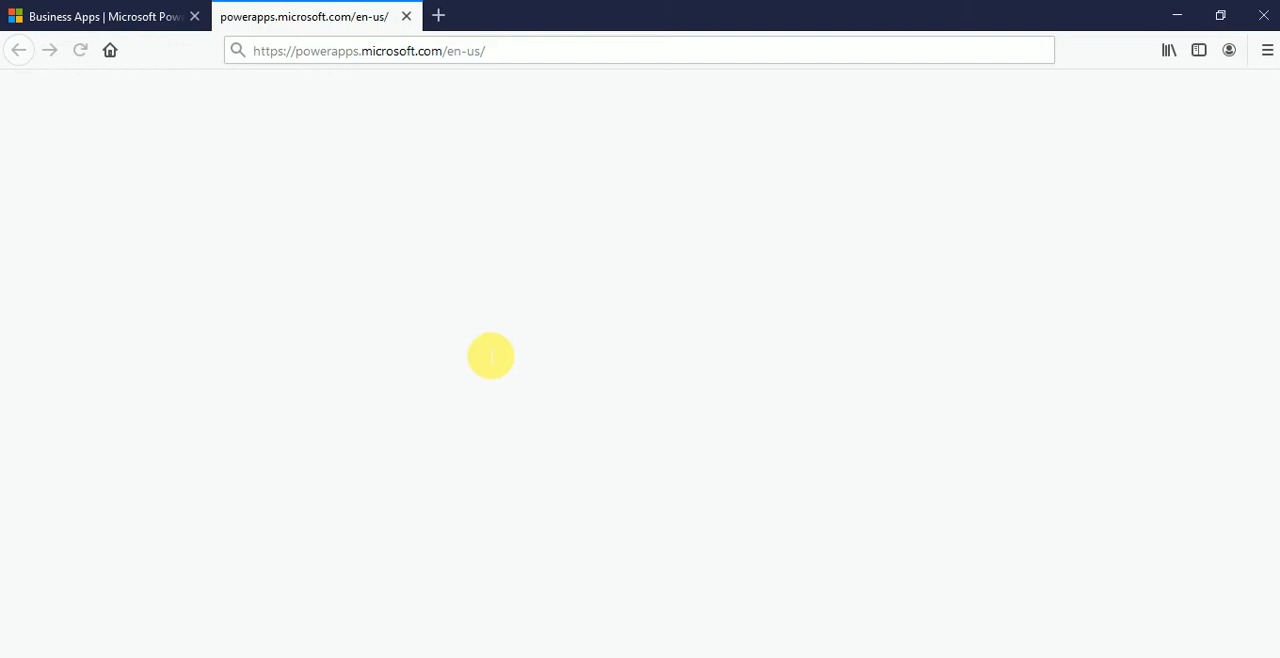 Business Apps | Microsoft Pow
powerapps.microsoft.com/en-us/
https://powerapps.microsoft.com/en-us/